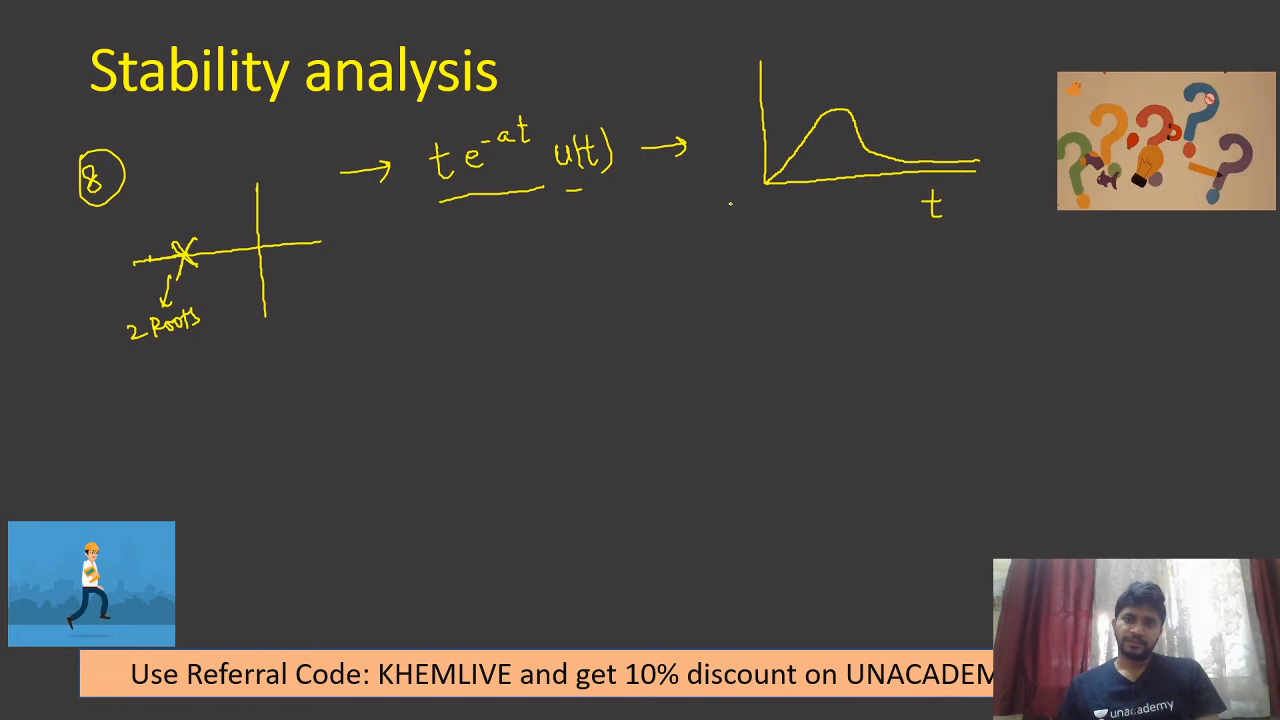 Stability analysis
8
→ t e^-at u(t) →
t
2 Roots
Use Referral Code: KHEMLIVE and get 10% discount on UNACADEM
unacademy